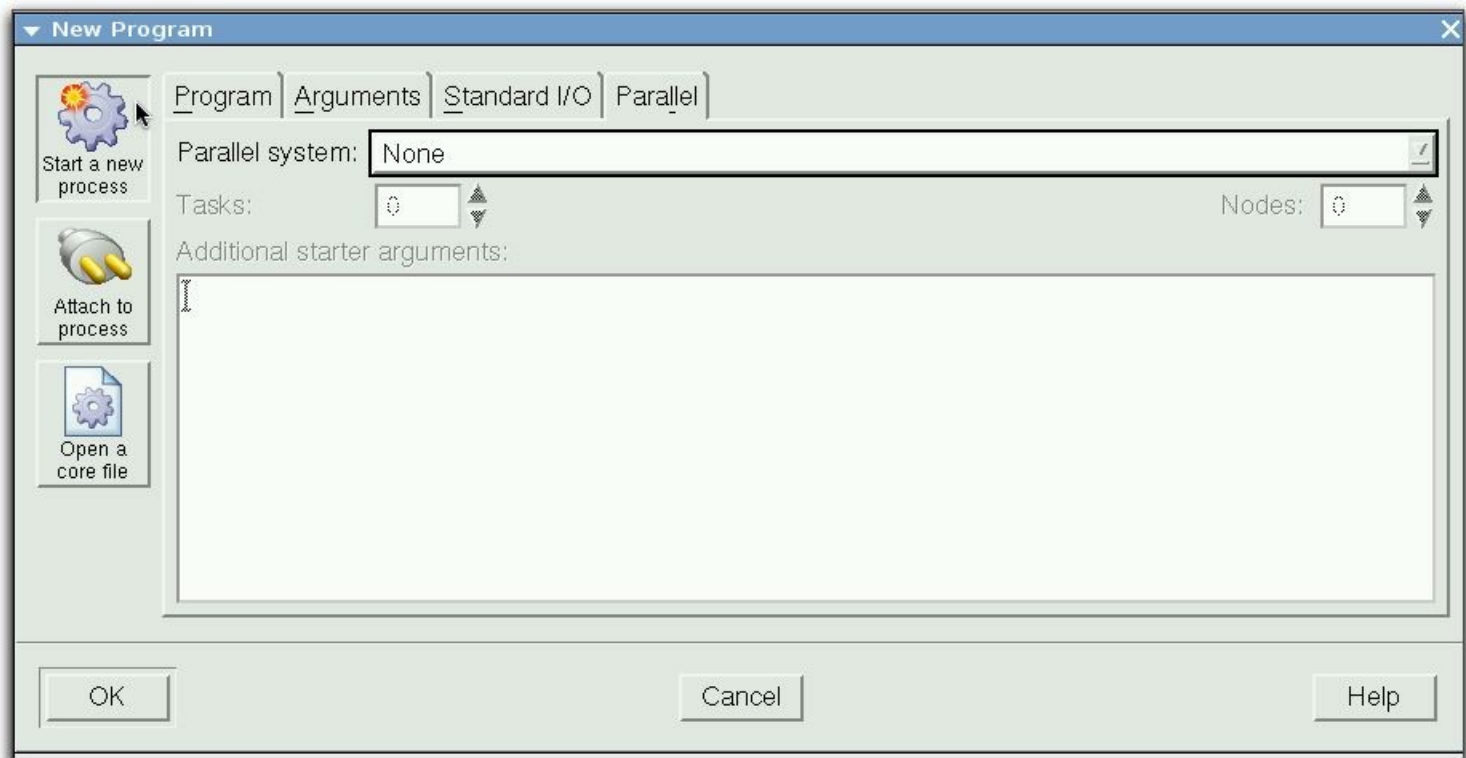 New Program
Start a new
process
Attach to
process
Open a
core file
Program Arguments Standard I/O Parallel
Parallel system: None
Tasks: 0 Nodes: 0
Additional starter arguments:
OK Cancel Help